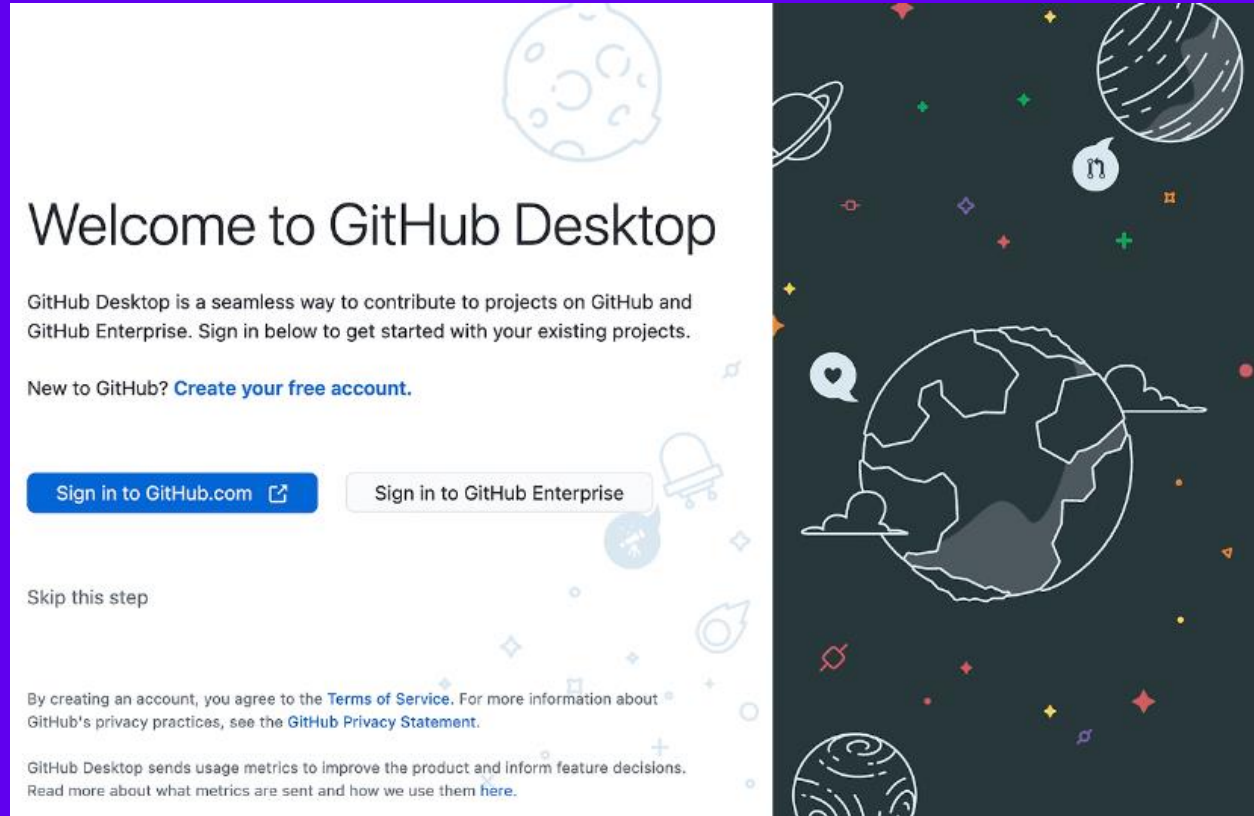 Welcome to GitHub Desktop
GitHub Desktop is a seamless way to contribute to projects on GitHub and
GitHub Enterprise. Sign in below to get started with your existing projects.
New to GitHub? Create your free account.
Sign in to GitHub.com
Sign in to GitHub Enterprise
Skip this step
By creating an account, you agree to the Terms of Service. For more information about
GitHub's privacy practices, see the GitHub Privacy Statement.
GitHub Desktop sends usage metrics to improve the product and inform feature decisions.
Read more about what metrics are sent and how we use them here.